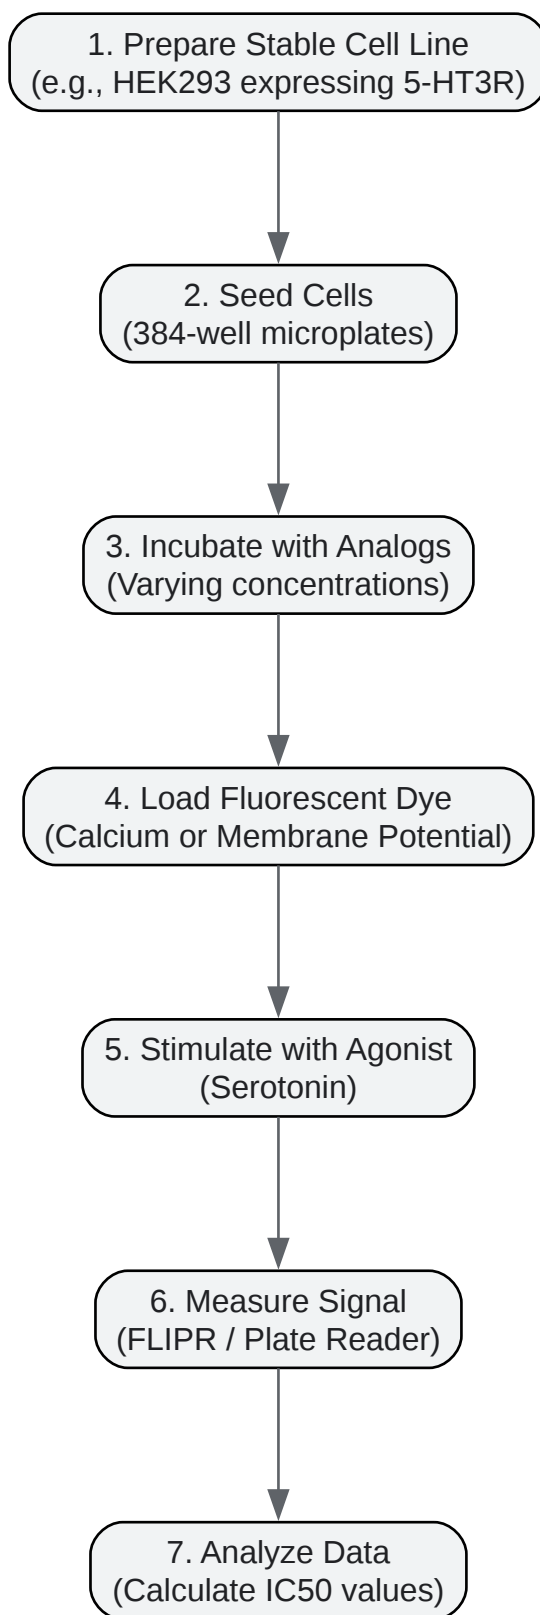 1. Prepare Stable Cell Line
(e.g., HEK293 expressing 5-HT3R)
2. Seed Cells
(384-well microplates)
3. Incubate with Analogs
(Varying concentrations)
4. Load Fluorescent Dye
(Calcium or Membrane Potential)
5. Stimulate with Agonist
(Serotonin)
6. Measure Signal
(FLIPR / Plate Reader)
7. Analyze Data
(Calculate IC50 values)